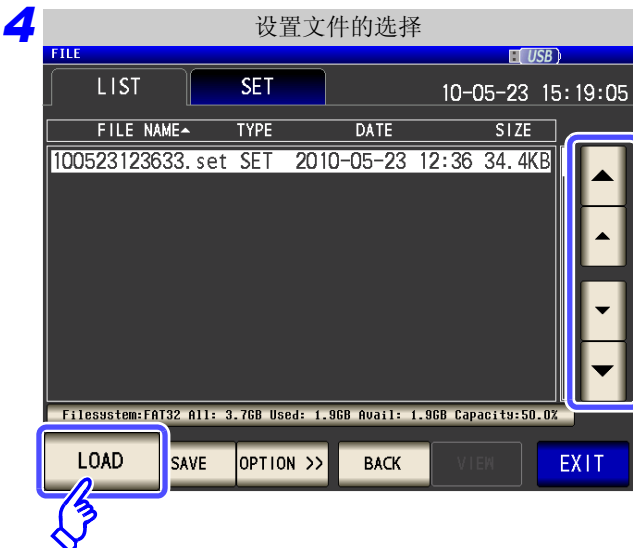 4 设置文件的选择
FILE USB
LIST SET 10-05-23 15:19:05
FILE NAME▲ TYPE DATE SIZE
100523123633.set SET 2010-05-23 12:36 34.4KB
Filesystem:FAT32 All: 3.7GB Used: 1.9GB Avail: 1.9GB Capacity:50.0%
LOAD SAVE OPTION >> BACK VIEW EXIT